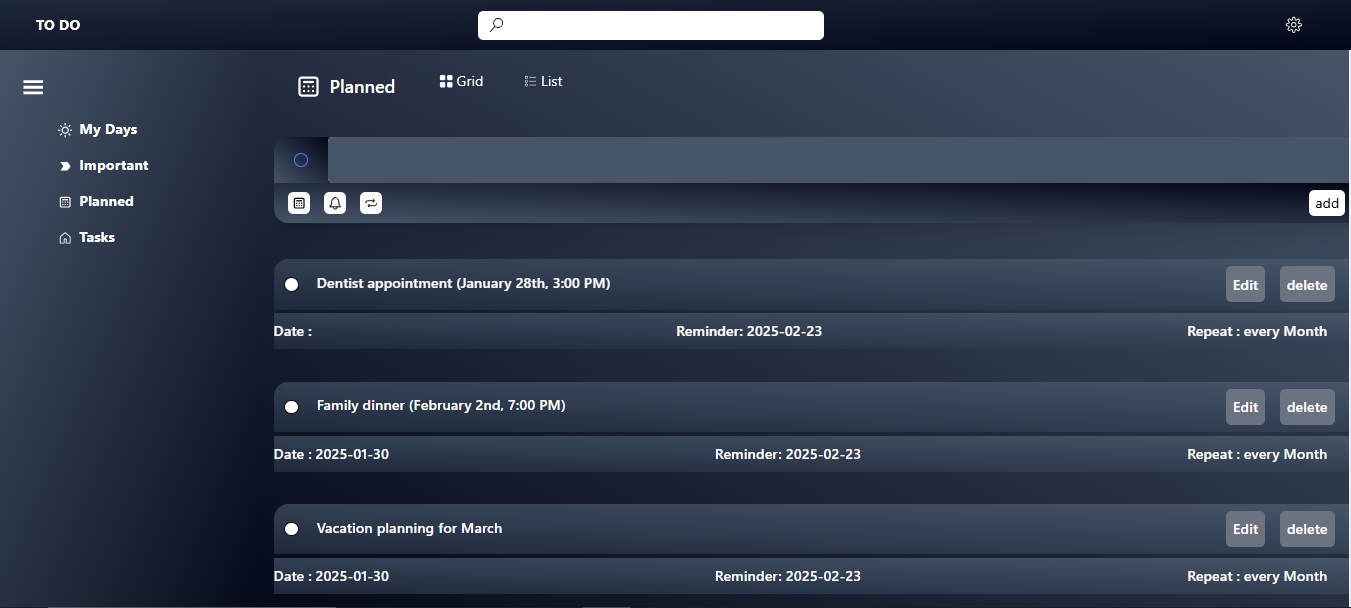 TO DO
Planned
Grid
List
My Days
Important
Planned
Tasks
add
Dentist appointment (January 28th, 3:00 PM)
Edit
delete
Date :
Reminder: 2025-02-23
Repeat : every Month
Family dinner (February 2nd, 7:00 PM)
Edit
delete
Date : 2025-01-30
Reminder: 2025-02-23
Repeat : every Month
Vacation planning for March
Edit
delete
Date : 2025-01-30
Reminder: 2025-02-23
Repeat : every Month